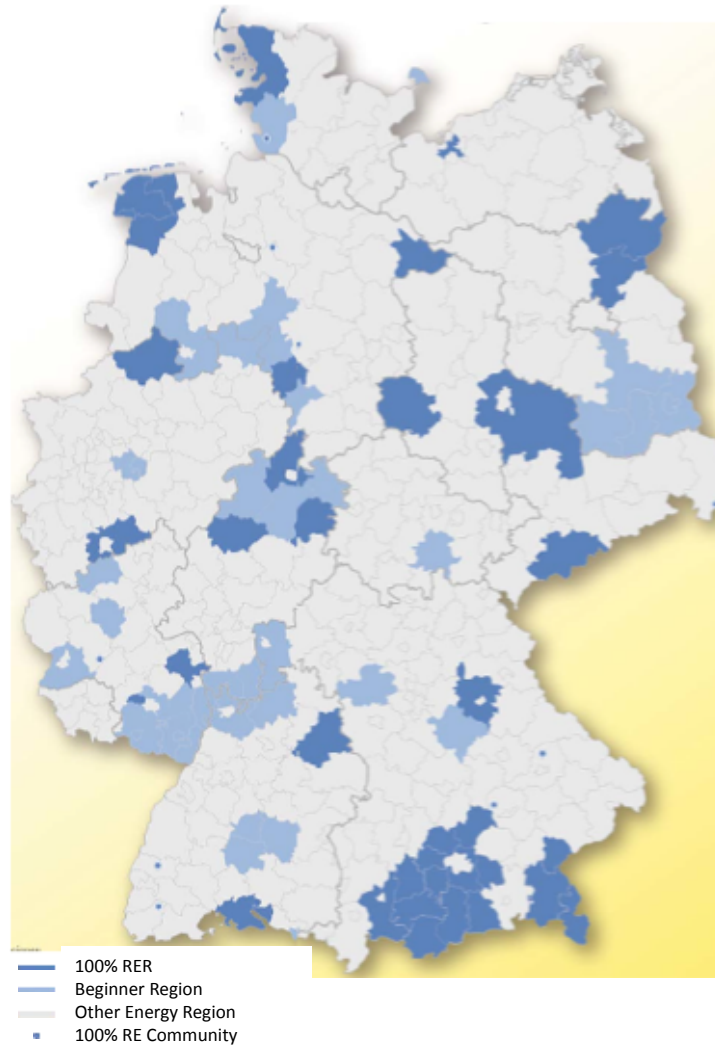 100% RER
Beginner Region
Other Energy Region
100% RE Community